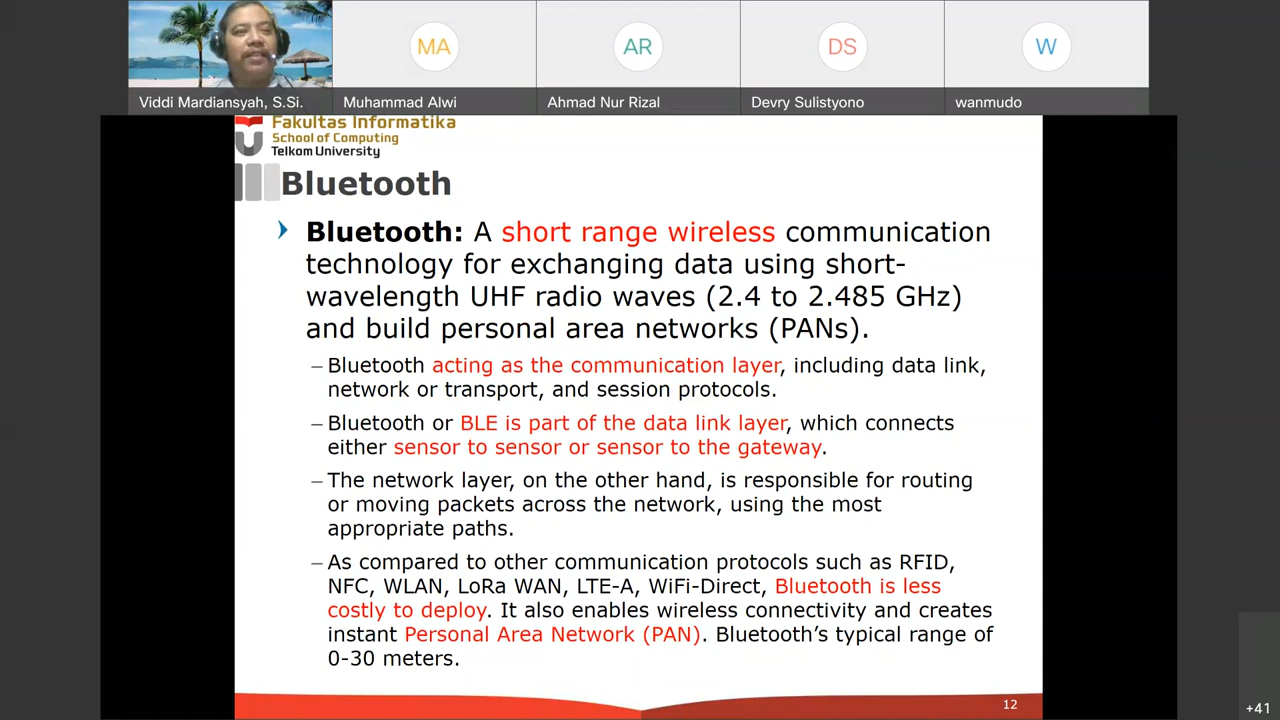 MA
AR
DS
W
Viddi Mardiansyah, S.Si.
Muhammad Alwi
Ahmad Nur Rizal
Devry Sulistyono
wanmudo
Fakultas Informatika
School of Computing
Telkom University
Bluetooth
Bluetooth: A short range wireless communication
technology for exchanging data using short-
wavelength UHF radio waves (2.4 to 2.485 GHz)
and build personal area networks (PANs).
– Bluetooth acting as the communication layer, including data link,
network or transport, and session protocols.
– Bluetooth or BLE is part of the data link layer, which connects
either sensor to sensor or sensor to the gateway.
– The network layer, on the other hand, is responsible for routing
or moving packets across the network, using the most
appropriate paths.
– As compared to other communication protocols such as RFID,
NFC, WLAN, LoRa WAN, LTE-A, WiFi-Direct, Bluetooth is less
costly to deploy. It also enables wireless connectivity and creates
instant Personal Area Network (PAN). Bluetooth’s typical range of
0-30 meters.
12
+41